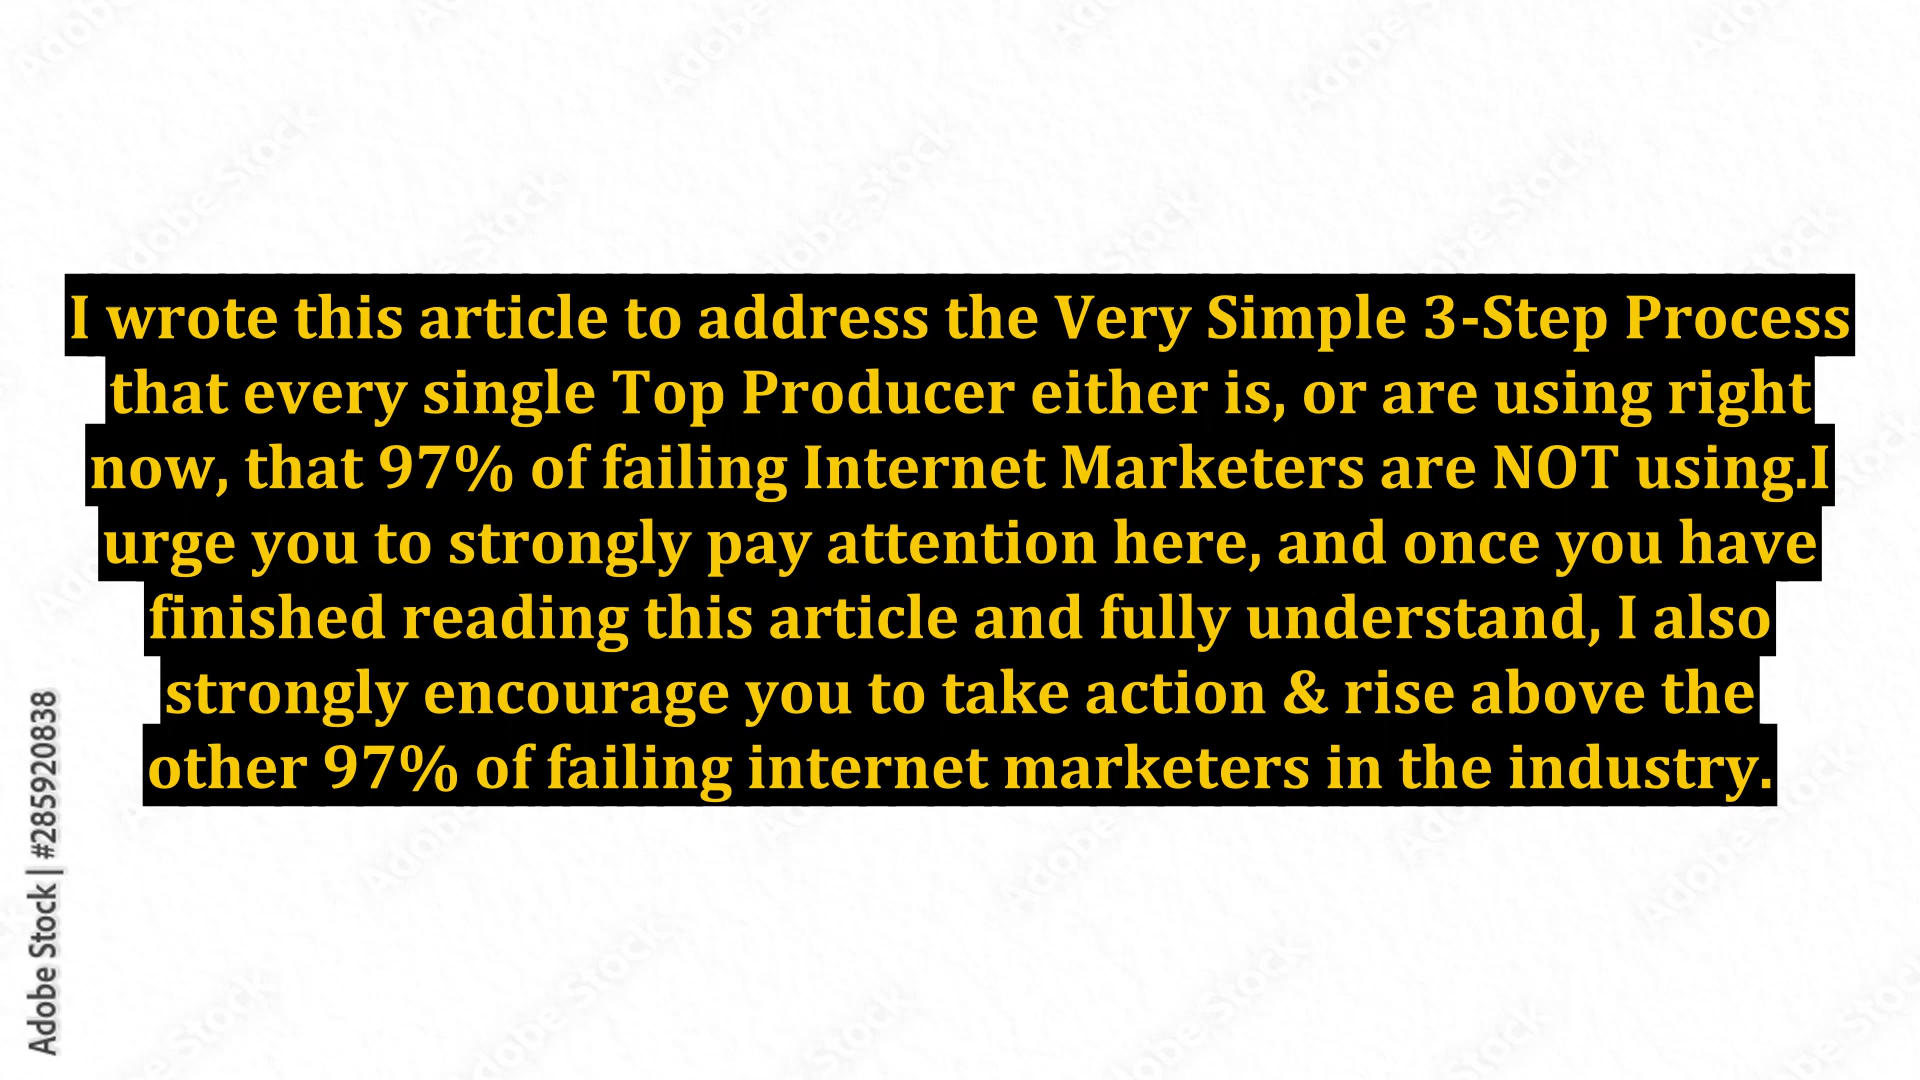 I wrote this article to address the Very Simple 3-Step Process
that every single Top Producer either is, or are using right
now, that 97% of failing Internet Marketers are NOT using.I
urge you to strongly pay attention here, and once you have
finished reading this article and fully understand, I also
strongly encourage you to take action & rise above the
other 97% of failing internet marketers in the industry.
Adobe Stock | #285920838